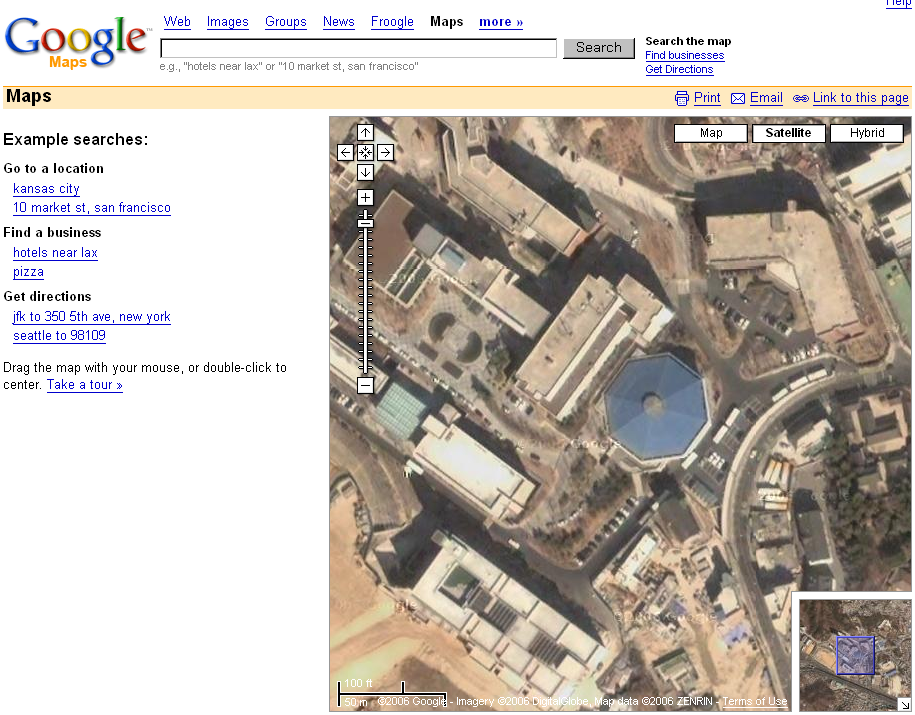 Help
Web Images Groups News Froogle Maps more »
Google™
Maps
Search
Search the map
Find businesses
Get Directions
e.g., "hotels near lax" or "10 market st, san francisco"
Maps
Print Email Link to this page
Example searches:
Go to a location
kansas city
10 market st, san francisco
Find a business
hotels near lax
pizza
Get directions
jfk to 350 5th ave, new york
seattle to 98109
Drag the map with your mouse, or double-click to
center. Take a tour »
Map Satellite Hybrid
100 ft
50 m
©2006 Google - Imagery ©2006 DigitalGlobe, Map data ©2006 ZENRIN - Terms of Use